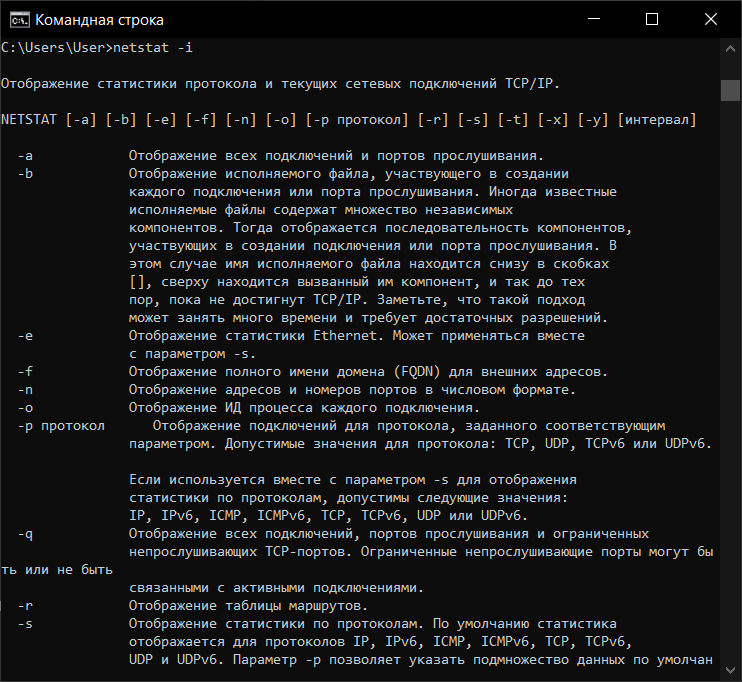 Командная строка
C:\Users\User>netstat -i
Отображение статистики протокола и текущих сетевых подключений TCP/IP.
NETSTAT [-a] [-b] [-e] [-f] [-n] [-o] [-p протокол] [-r] [-s] [-t] [-x] [-y] [интервал]
-a Отображение всех подключений и портов прослушивания.
-b Отображение исполняемого файла, участвующего в создании
каждого подключения или порта прослушивания. Иногда известные
исполняемые файлы содержат множество независимых
компонентов. Тогда отображается последовательность компонентов,
участвующих в создании подключения или порта прослушивания. В
этом случае имя исполняемого файла находится снизу в скобках
[], сверху находится вызванный им компонент, и так до тех
пор, пока не достигнут TCP/IP. Заметьте, что такой подход
может занять много времени и требует достаточных разрешений.
-e Отображение статистики Ethernet. Может применяться вместе
с параметром -s.
-f Отображение полного имени домена (FQDN) для внешних адресов.
-n Отображение адресов и номеров портов в числовом формате.
-o Отображение ИД процесса каждого подключения.
-p протокол Отображение подключений для протокола, заданного соответствующим
параметром. Допустимые значения для протокола: TCP, UDP, TCPv6 или UDPv6.
Если используется вместе с параметром -s для отображения
статистики по протоколам, допустимы следующие значения:
IP, IPv6, ICMP, ICMPv6, TCP, TCPv6, UDP или UDPv6.
-q Отображение всех подключений, портов прослушивания и ограниченных
непрослушивающих TCP-портов. Ограниченные непрослушивающие порты могут бы
ть или не быть
связанными с активными подключениями.
-r Отображение таблицы маршрутов.
-s Отображение статистики по протоколам. По умолчанию статистика
отображается для протоколов IP, IPv6, ICMP, ICMPv6, TCP, TCPv6,
UDP и UDPv6. Параметр -p позволяет указать подмножество данных по умолчан